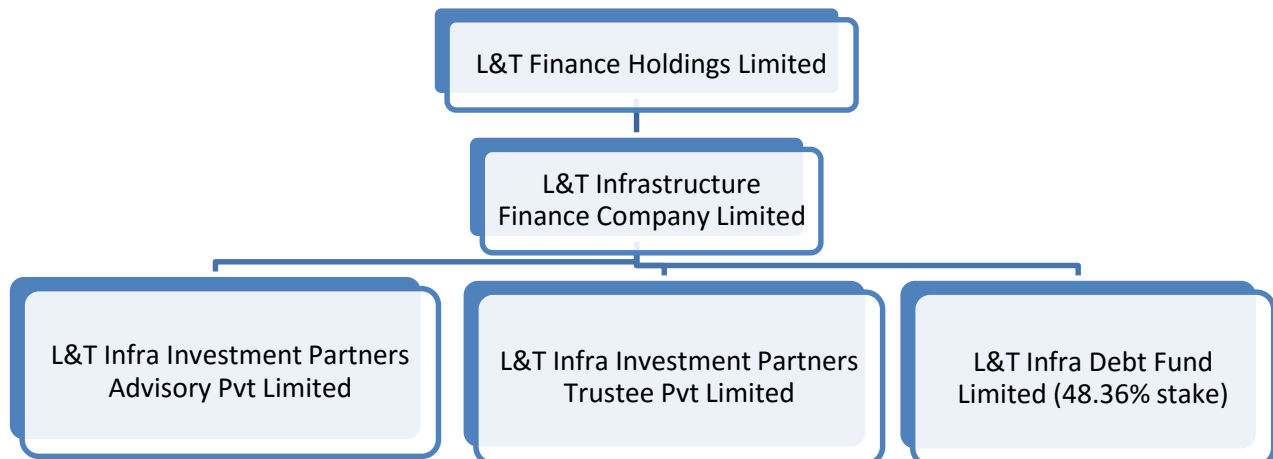 L&T Finance Holdings Limited
L&T Infrastructure
Finance Company Limited
L&T Infra Investment Partners
Advisory Pvt Limited
L&T Infra Investment Partners
Trustee Pvt Limited
L&T Infra Debt Fund
Limited (48.36% stake)